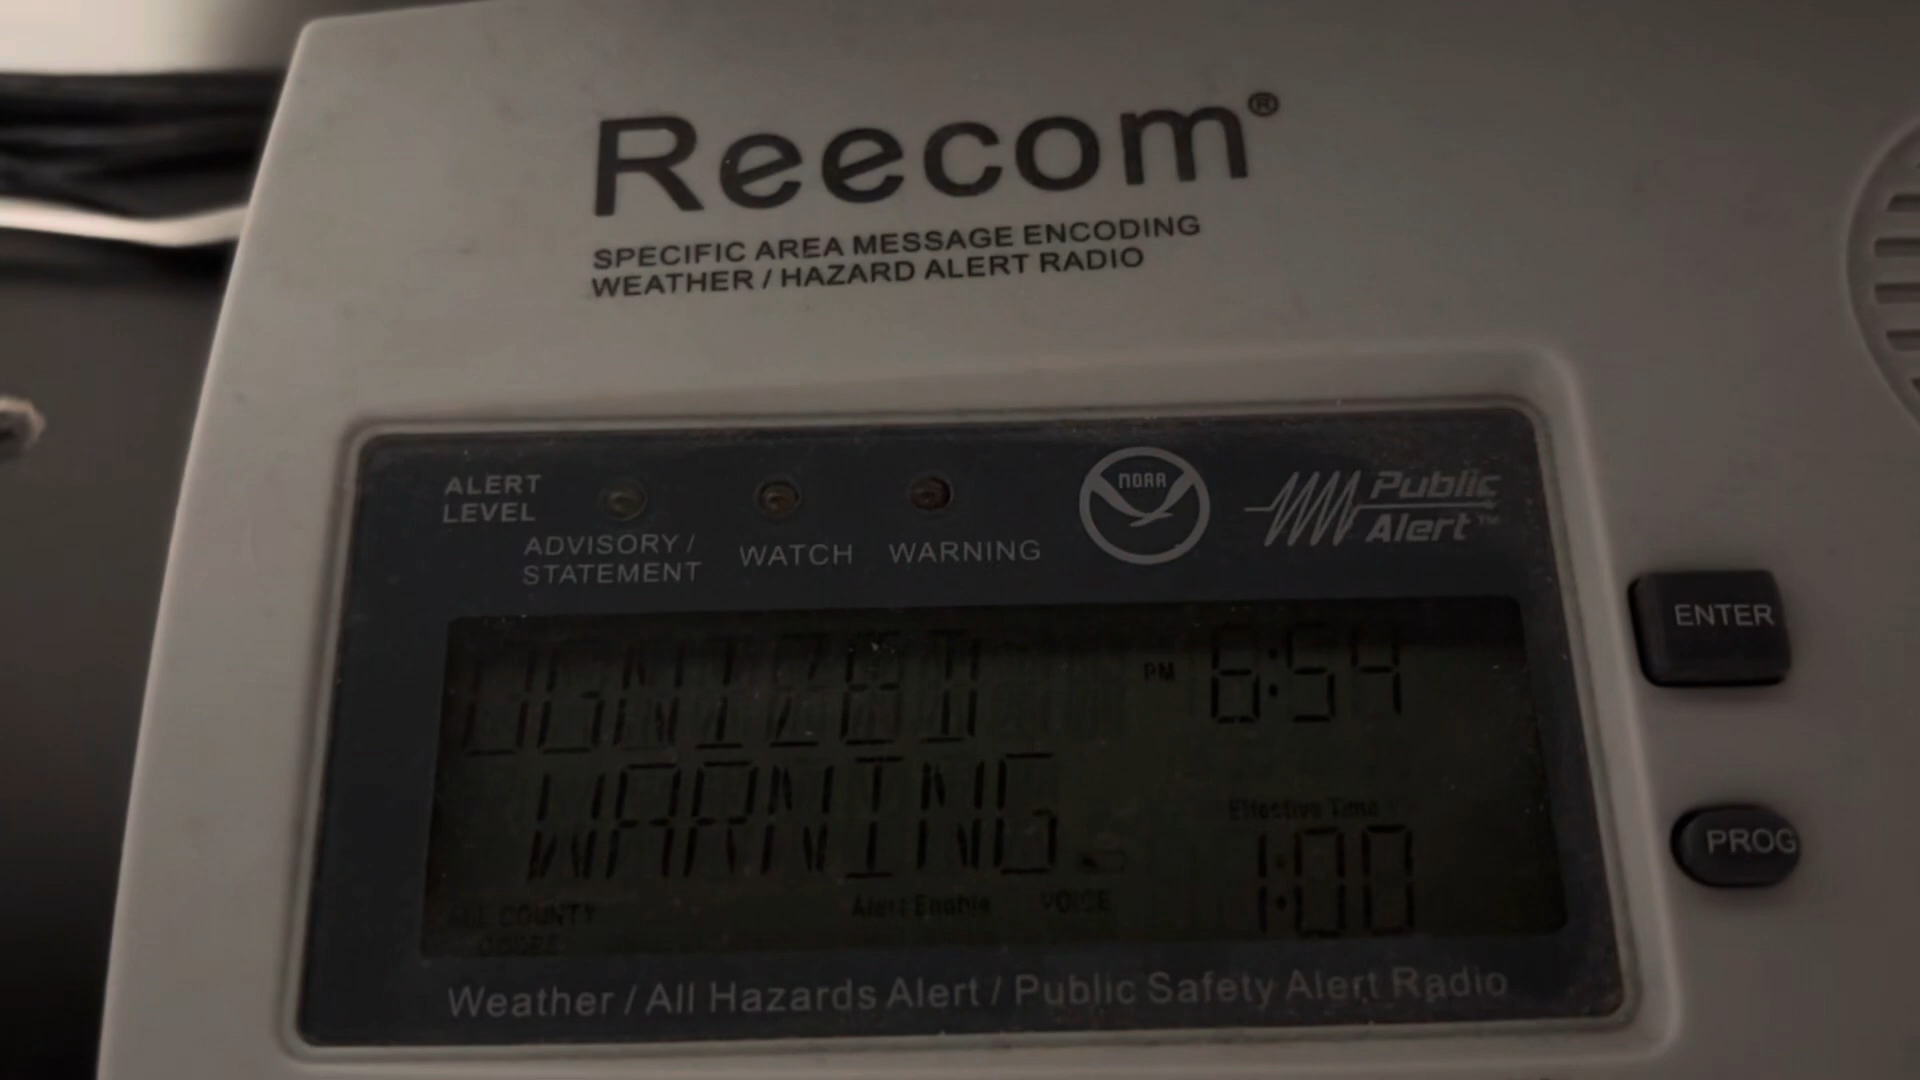 Reecom®
SPECIFIC AREA MESSAGE ENCODING
WEATHER / HAZARD ALERT RADIO
ALERT
LEVEL
ADVISORY /
STATEMENT
WATCH
WARNING
NOAA
Public
Alert™
ENTER
PM 6:54
WARNING
Effective Time
1:00
ALL COUNTY
CODES
Alert Enable
VOICE
PROG
Weather / All Hazards Alert / Public Safety Alert Radio